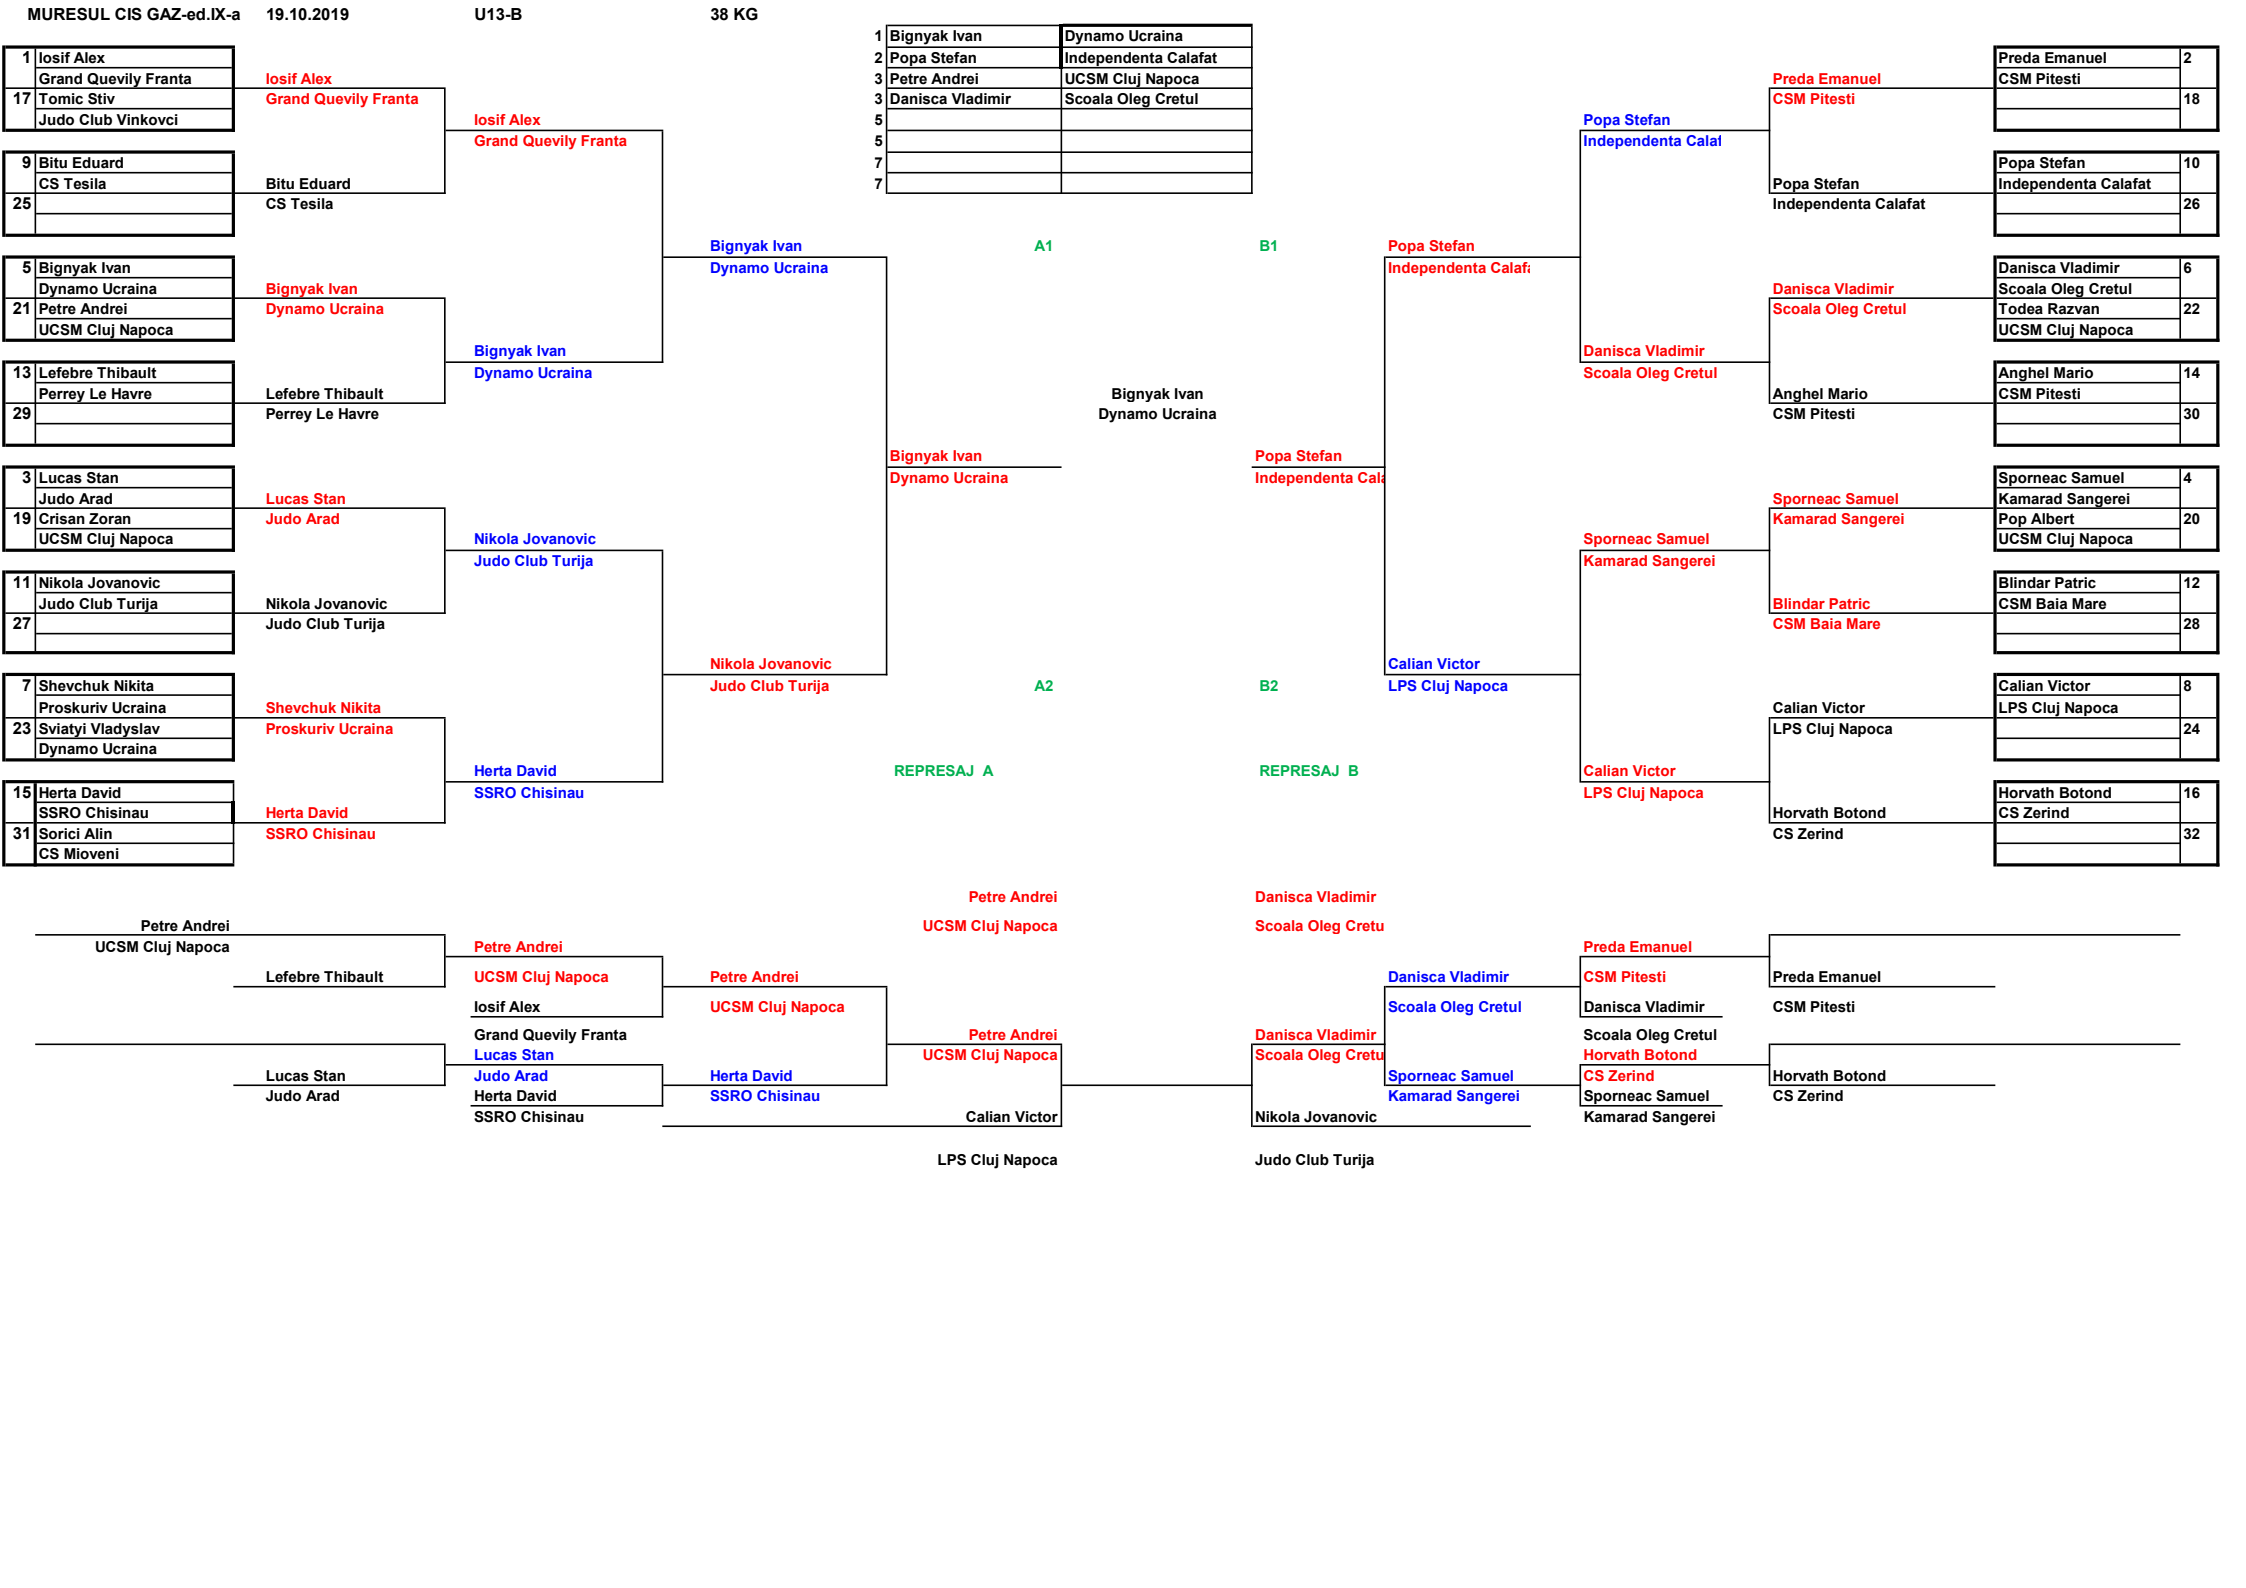 MURESUL CIS GAZ-ed.IX-a 19.10.2019 U13-B 38 KG
1 Bignyak Ivan Dynamo Ucraina
2 Popa Stefan Independenta Calafat
3 Petre Andrei UCSM Cluj Napoca
3 Danisca Vladimir Scoala Oleg Cretul
5
5
7
7
1 Iosif Alex
Grand Quevily Franta
17 Tomic Stiv
Judo Club Vinkovci
9 Bitu Eduard
CS Tesila
25
5 Bignyak Ivan
Dynamo Ucraina
21 Petre Andrei
UCSM Cluj Napoca
13 Lefebre Thibault
Perrey Le Havre
29
3 Lucas Stan
Judo Arad
19 Crisan Zoran
UCSM Cluj Napoca
11 Nikola Jovanovic
Judo Club Turija
27
7 Shevchuk Nikita
Proskuriv Ucraina
23 Sviatyi Vladyslav
Dynamo Ucraina
15 Herta David
SSRO Chisinau
31 Sorici Alin
CS Mioveni
Iosif Alex
Grand Quevily Franta
Bitu Eduard
CS Tesila
Bignyak Ivan
Dynamo Ucraina
Lefebre Thibault
Perrey Le Havre
Lucas Stan
Judo Arad
Nikola Jovanovic
Judo Club Turija
Shevchuk Nikita
Proskuriv Ucraina
Herta David
SSRO Chisinau
Iosif Alex
Grand Quevily Franta
Bignyak Ivan
Dynamo Ucraina
Nikola Jovanovic
Judo Club Turija
Herta David
SSRO Chisinau
Bignyak Ivan
Dynamo Ucraina
Nikola Jovanovic
Judo Club Turija
A1
B1
Bignyak Ivan
Dynamo Ucraina
Bignyak Ivan
Dynamo Ucraina
Popa Stefan
Independenta Cala
A2
B2
REPRESAJ A
REPRESAJ B
Popa Stefan
Independenta Calafa
Calian Victor
LPS Cluj Napoca
Popa Stefan
Independenta Calaf
Danisca Vladimir
Scoala Oleg Cretul
Sporneac Samuel
Kamarad Sangerei
Calian Victor
LPS Cluj Napoca
Preda Emanuel
CSM Pitesti
Popa Stefan
Independenta Calafat
Danisca Vladimir
Scoala Oleg Cretul
Anghel Mario
CSM Pitesti
Sporneac Samuel
Kamarad Sangerei
Blindar Patric
CSM Baia Mare
Calian Victor
LPS Cluj Napoca
Horvath Botond
CS Zerind
Preda Emanuel 2
CSM Pitesti
18
Popa Stefan 10
Independenta Calafat
26
Danisca Vladimir 6
Scoala Oleg Cretul
Todea Razvan 22
UCSM Cluj Napoca
Anghel Mario 14
CSM Pitesti
30
Sporneac Samuel 4
Kamarad Sangerei
Pop Albert 20
UCSM Cluj Napoca
Blindar Patric 12
CSM Baia Mare
28
Calian Victor 8
LPS Cluj Napoca
24
Horvath Botond 16
CS Zerind
32
Petre Andrei
UCSM Cluj Napoca
Lefebre Thibault
Lucas Stan
Judo Arad
Petre Andrei
UCSM Cluj Napoca
Iosif Alex
Grand Quevily Franta
Lucas Stan
Judo Arad
Herta David
SSRO Chisinau
Petre Andrei
UCSM Cluj Napoca
Herta David
SSRO Chisinau
Petre Andrei
UCSM Cluj Napoca
Petre Andrei
UCSM Cluj Napoca
Calian Victor
LPS Cluj Napoca
Danisca Vladimir
Scoala Oleg Cretu
Danisca Vladimir
Scoala Oleg Cretu
Nikola Jovanovic
Judo Club Turija
Danisca Vladimir
Scoala Oleg Cretul
Sporneac Samuel
Kamarad Sangerei
Preda Emanuel
CSM Pitesti
Danisca Vladimir
Scoala Oleg Cretul
Horvath Botond
CS Zerind
Sporneac Samuel
Kamarad Sangerei
Preda Emanuel
CSM Pitesti
Horvath Botond
CS Zerind